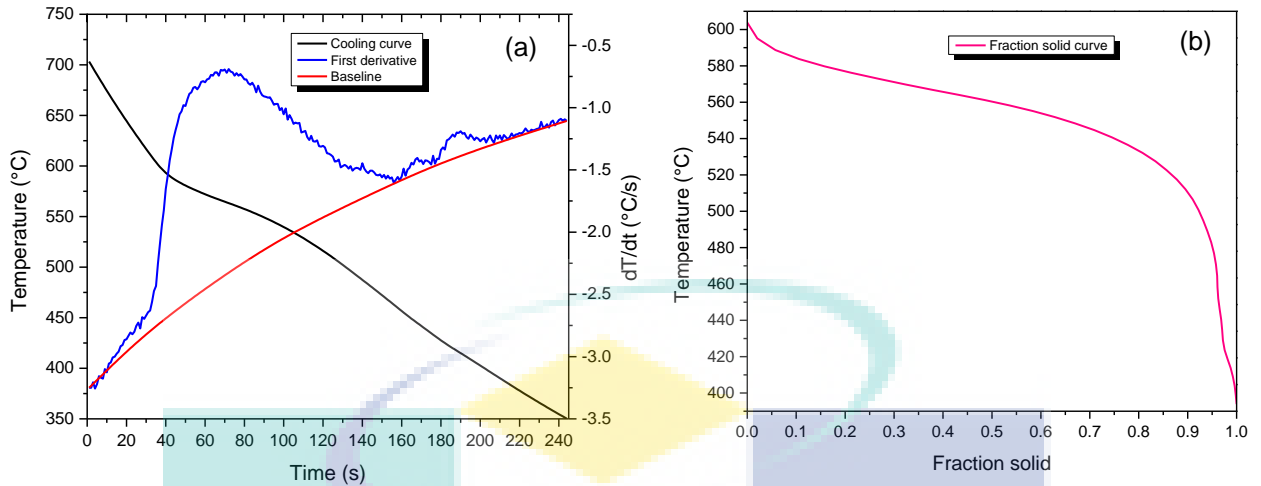 (a)
Cooling curve
First derivative
Baseline
Temperature (°C)
750
700
650
600
550
500
450
400
350
0 20 40 60 80 100 120 140 160 180 200 220 240
Time (s)
-0.5
-1.0
-1.5
-2.0
-2.5
-3.0
-3.5
dT/dt (°C/s)
(b)
Fraction solid curve
Temperature (°C)
600
580
560
540
520
500
480
460
440
420
400
0.0 0.1 0.2 0.3 0.4 0.5 0.6 0.7 0.8 0.9 1.0
Fraction solid